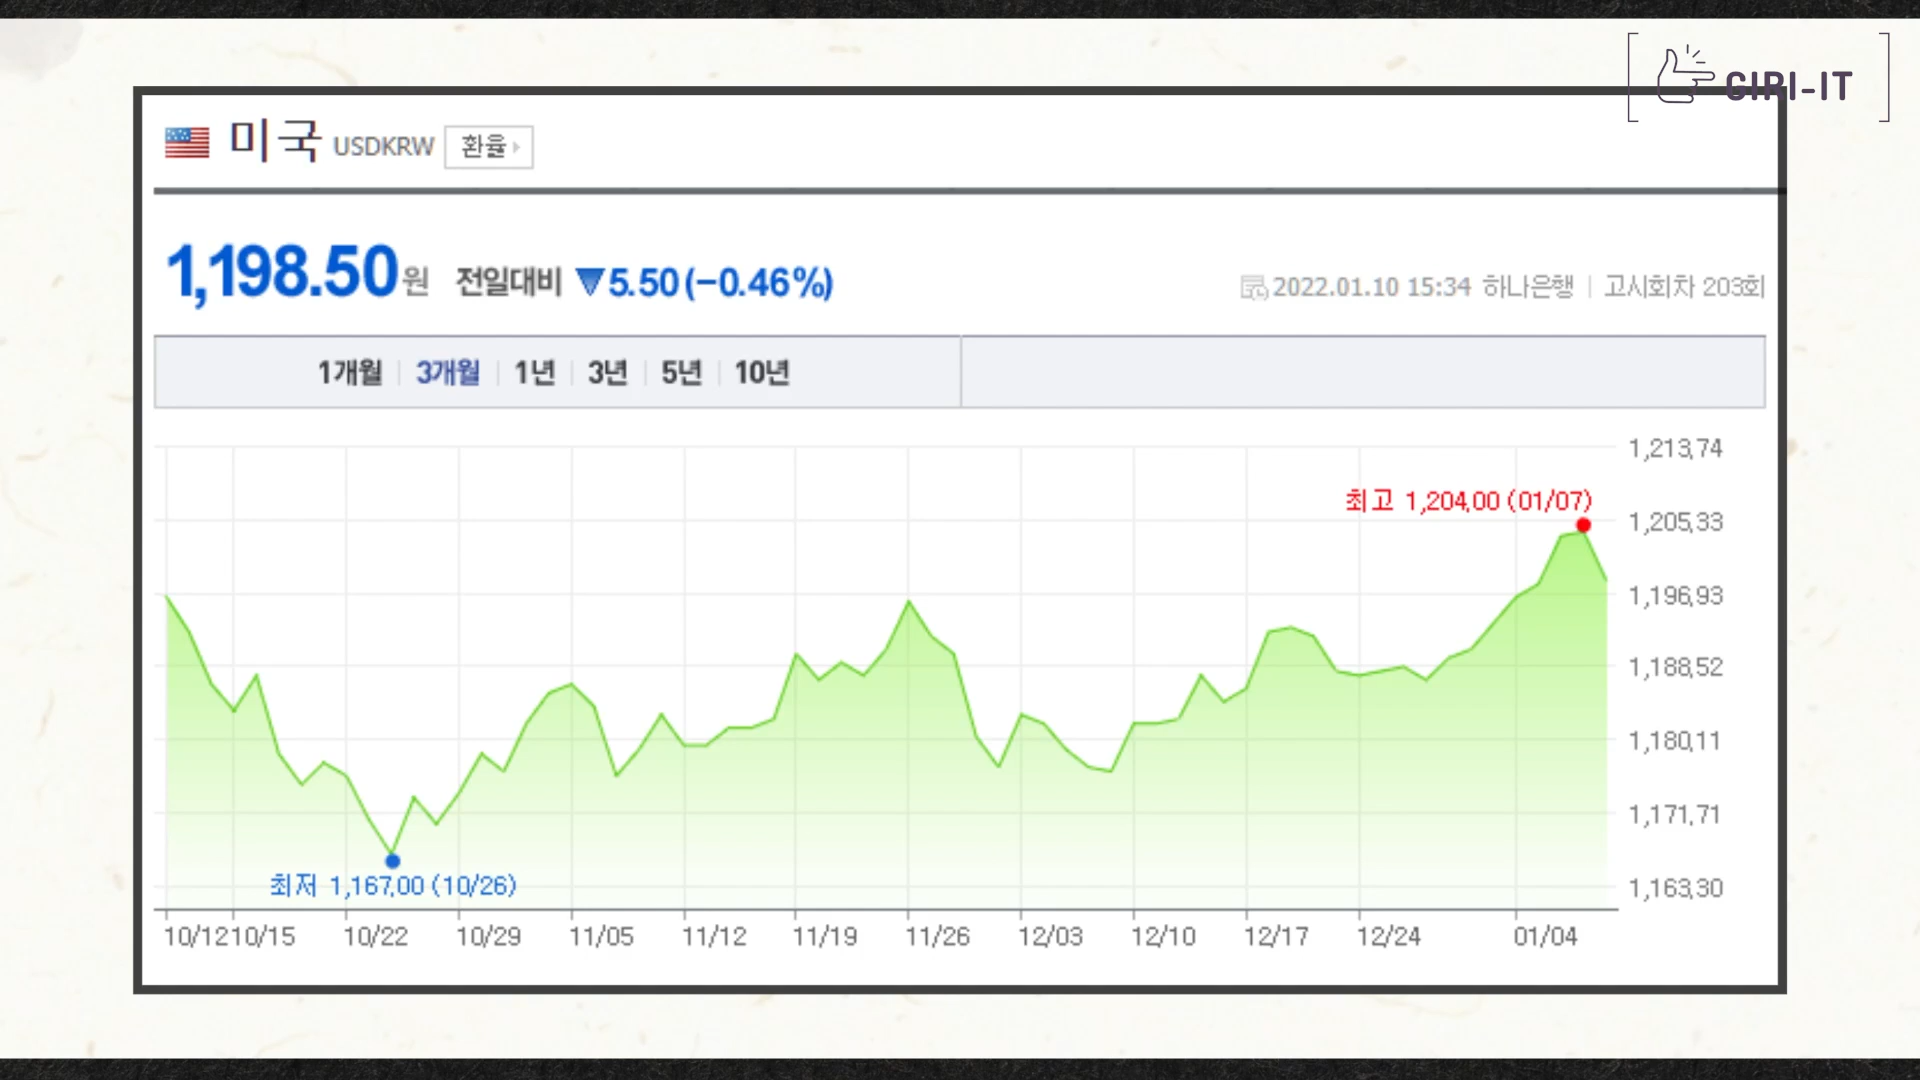 GIRI-IT
미국 USDKRW 환율
1,198.50원 전일대비 ▼5.50(-0.46%)
2022.01.10 15:34 하나은행 | 고시회차 203회
1개월 | 3개월 | 1년 | 3년 | 5년 | 10년
1,213.74
최고 1,204.00 (01/07)
1,205.33
1,196.93
1,188.52
1,180.11
1,171.71
최저 1,167.00 (10/26)
1,163.30
10/12 10/15 10/22 10/29 11/05 11/12 11/19 11/26 12/03 12/10 12/17 12/24 01/04